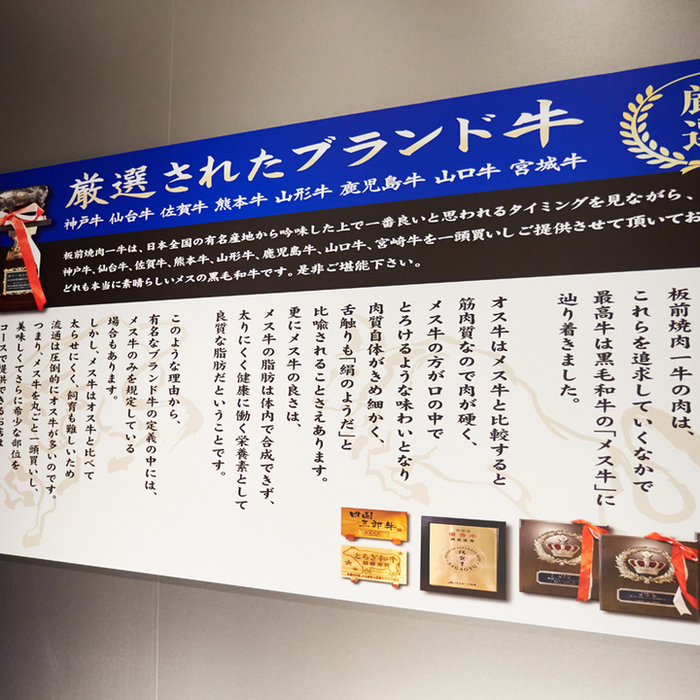 厳選されたブランド牛
神戸牛 仙台牛 佐賀牛 熊本牛 山形牛 鹿児島牛 山口牛 宮城牛
厳選
板前焼肉一牛は、日本全国の有名産地から吟味した上で一番良いと思われるタイミングを見ながら、
神戸牛、仙台牛、佐賀牛、熊本牛、山形牛、鹿児島牛、山口牛、宮崎牛を一頭買いしご提供させて頂いてお
どれも本当に素晴らしいメスの黒毛和牛です。是非ご堪能下さい。
板前焼肉一牛の肉は、
これらを追求していくなかで
最高牛は黒毛和牛の「メス牛」に
辿り着きました。
オス牛はメス牛と比較すると
筋肉質なので肉が硬く、
メス牛の方が口の中で
とろけるような味わいとなり
肉質自体がきめ細かく、
舌触りも「絹のようだ」と
比喩されることさえあります。
更にメス牛の良さは、
メス牛の脂肪は体内で合成できず、
太りにくく健康に働く栄養素として
良質な脂肪だということです。
このような理由から、
有名なブランド牛の定義の中には、
メス牛のみを規定している
場合もあります。
しかし、メス牛はオス牛と比べて
太らせにくく、飼育も難しいため
流通は圧倒的にオス牛が多いのです。
つまり、メス牛を丸ごと一頭買いし、
美味しくてさらに希少な部位を
コースで提供できるお店は
四国三郎牛
とちぎ和牛